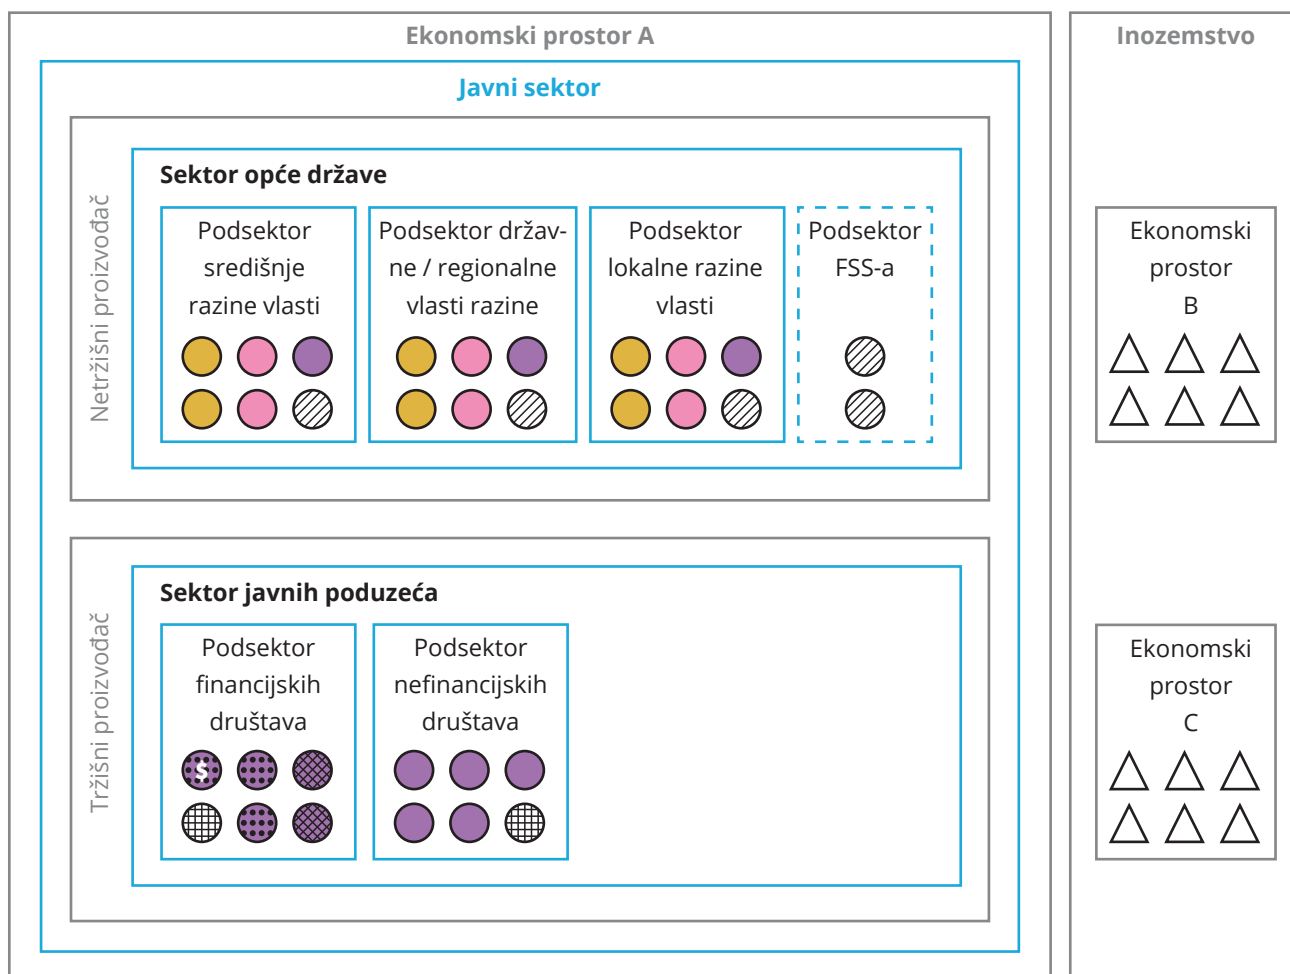 Ekonomski prostor A
Javni sektor
Netržišni proizvođač
Sektor opće države
Podsektor
središnje
razine vlasti
Podsektor držav-
ne / regionalne
vlasti razine
Podsektor
lokalne razine
vlasti
Podsektor
FSS-a
Tržišni proizvođač
Sektor javnih poduzeća
Podsektor
financijskih
društava
$
Podsektor
nefinancijskih
društava
Inozemstvo
Ekonomski
prostor
B
Ekonomski
prostor
C